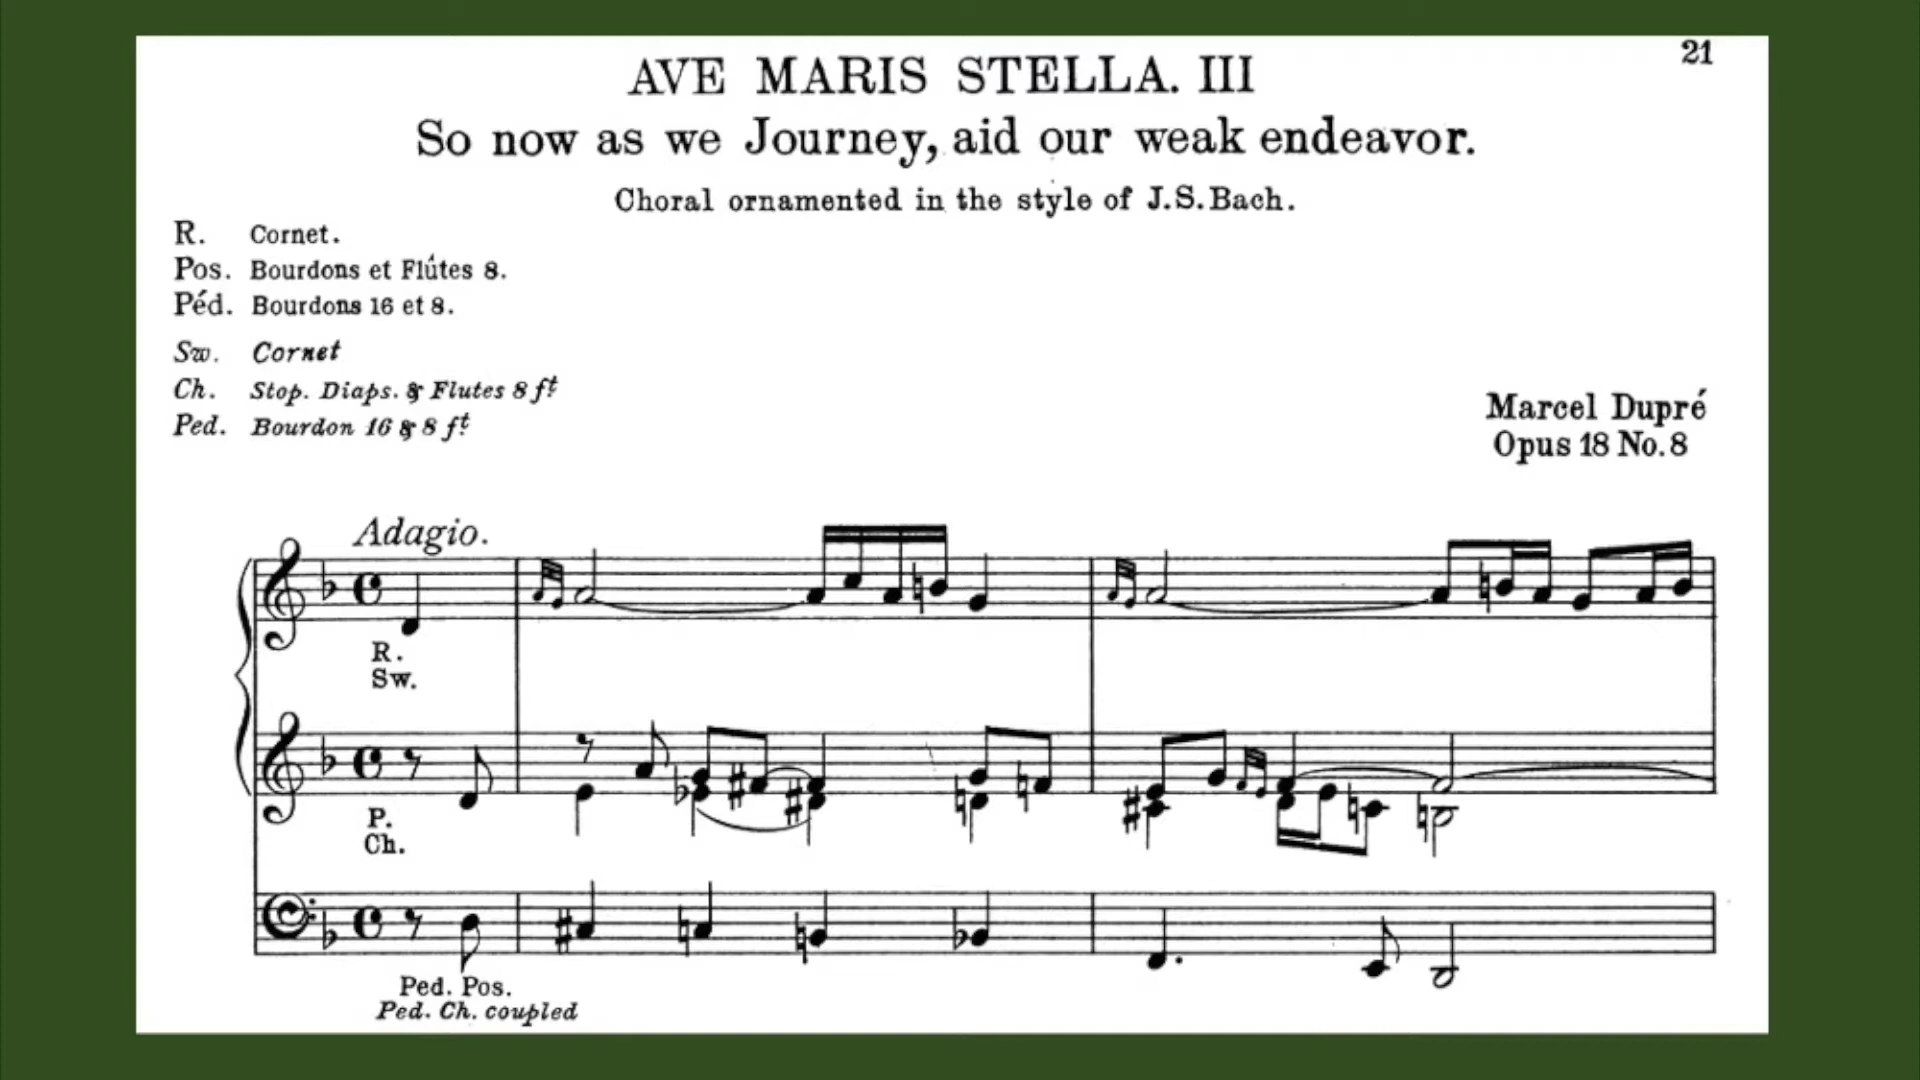 21
AVE MARIS STELLA. III
So now as we Journey, aid our weak endeavor.
Choral ornamented in the style of J.S. Bach.
R. Cornet.
Pos. Bourdons et Flútes 8.
Péd. Bourdons 16 et 8.
Sw. Cornet
Ch. Stop. Diaps. & Flutes 8 ft
Ped. Bourdon 16 & 8 ft
Marcel Dupré
Opus 18 No. 8
Adagio.
R.
Sw.
P.
Ch.
Ped. Pos.
Ped. Ch. coupled